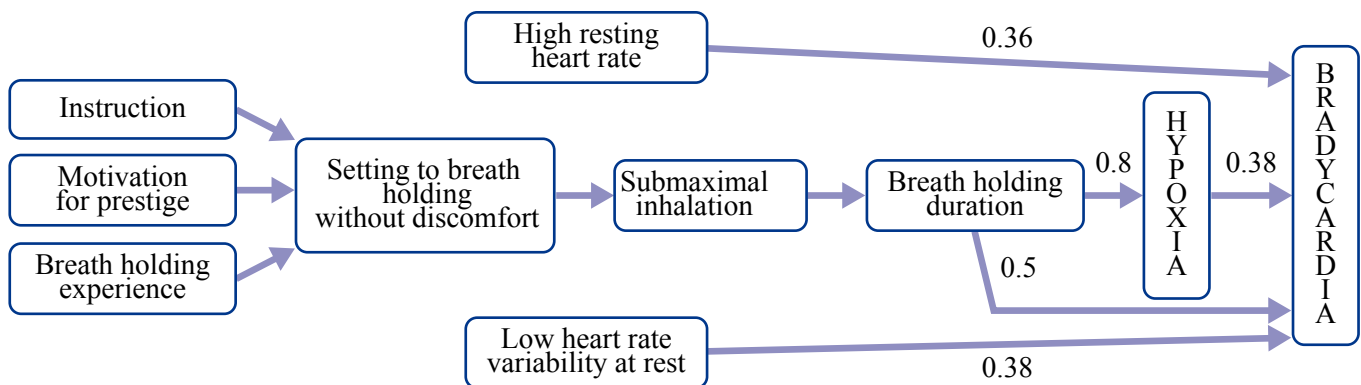 High resting
heart rate
0.36
Instruction
Motivation
for prestige
Breath holding
experience
Setting to breath
holding
without discomfort
Submaximal
inhalation
Breath holding
duration
0.8
HYPOXIA
0.38
0.5
BRADYCARDIA
Low heart rate
variability at rest
0.38